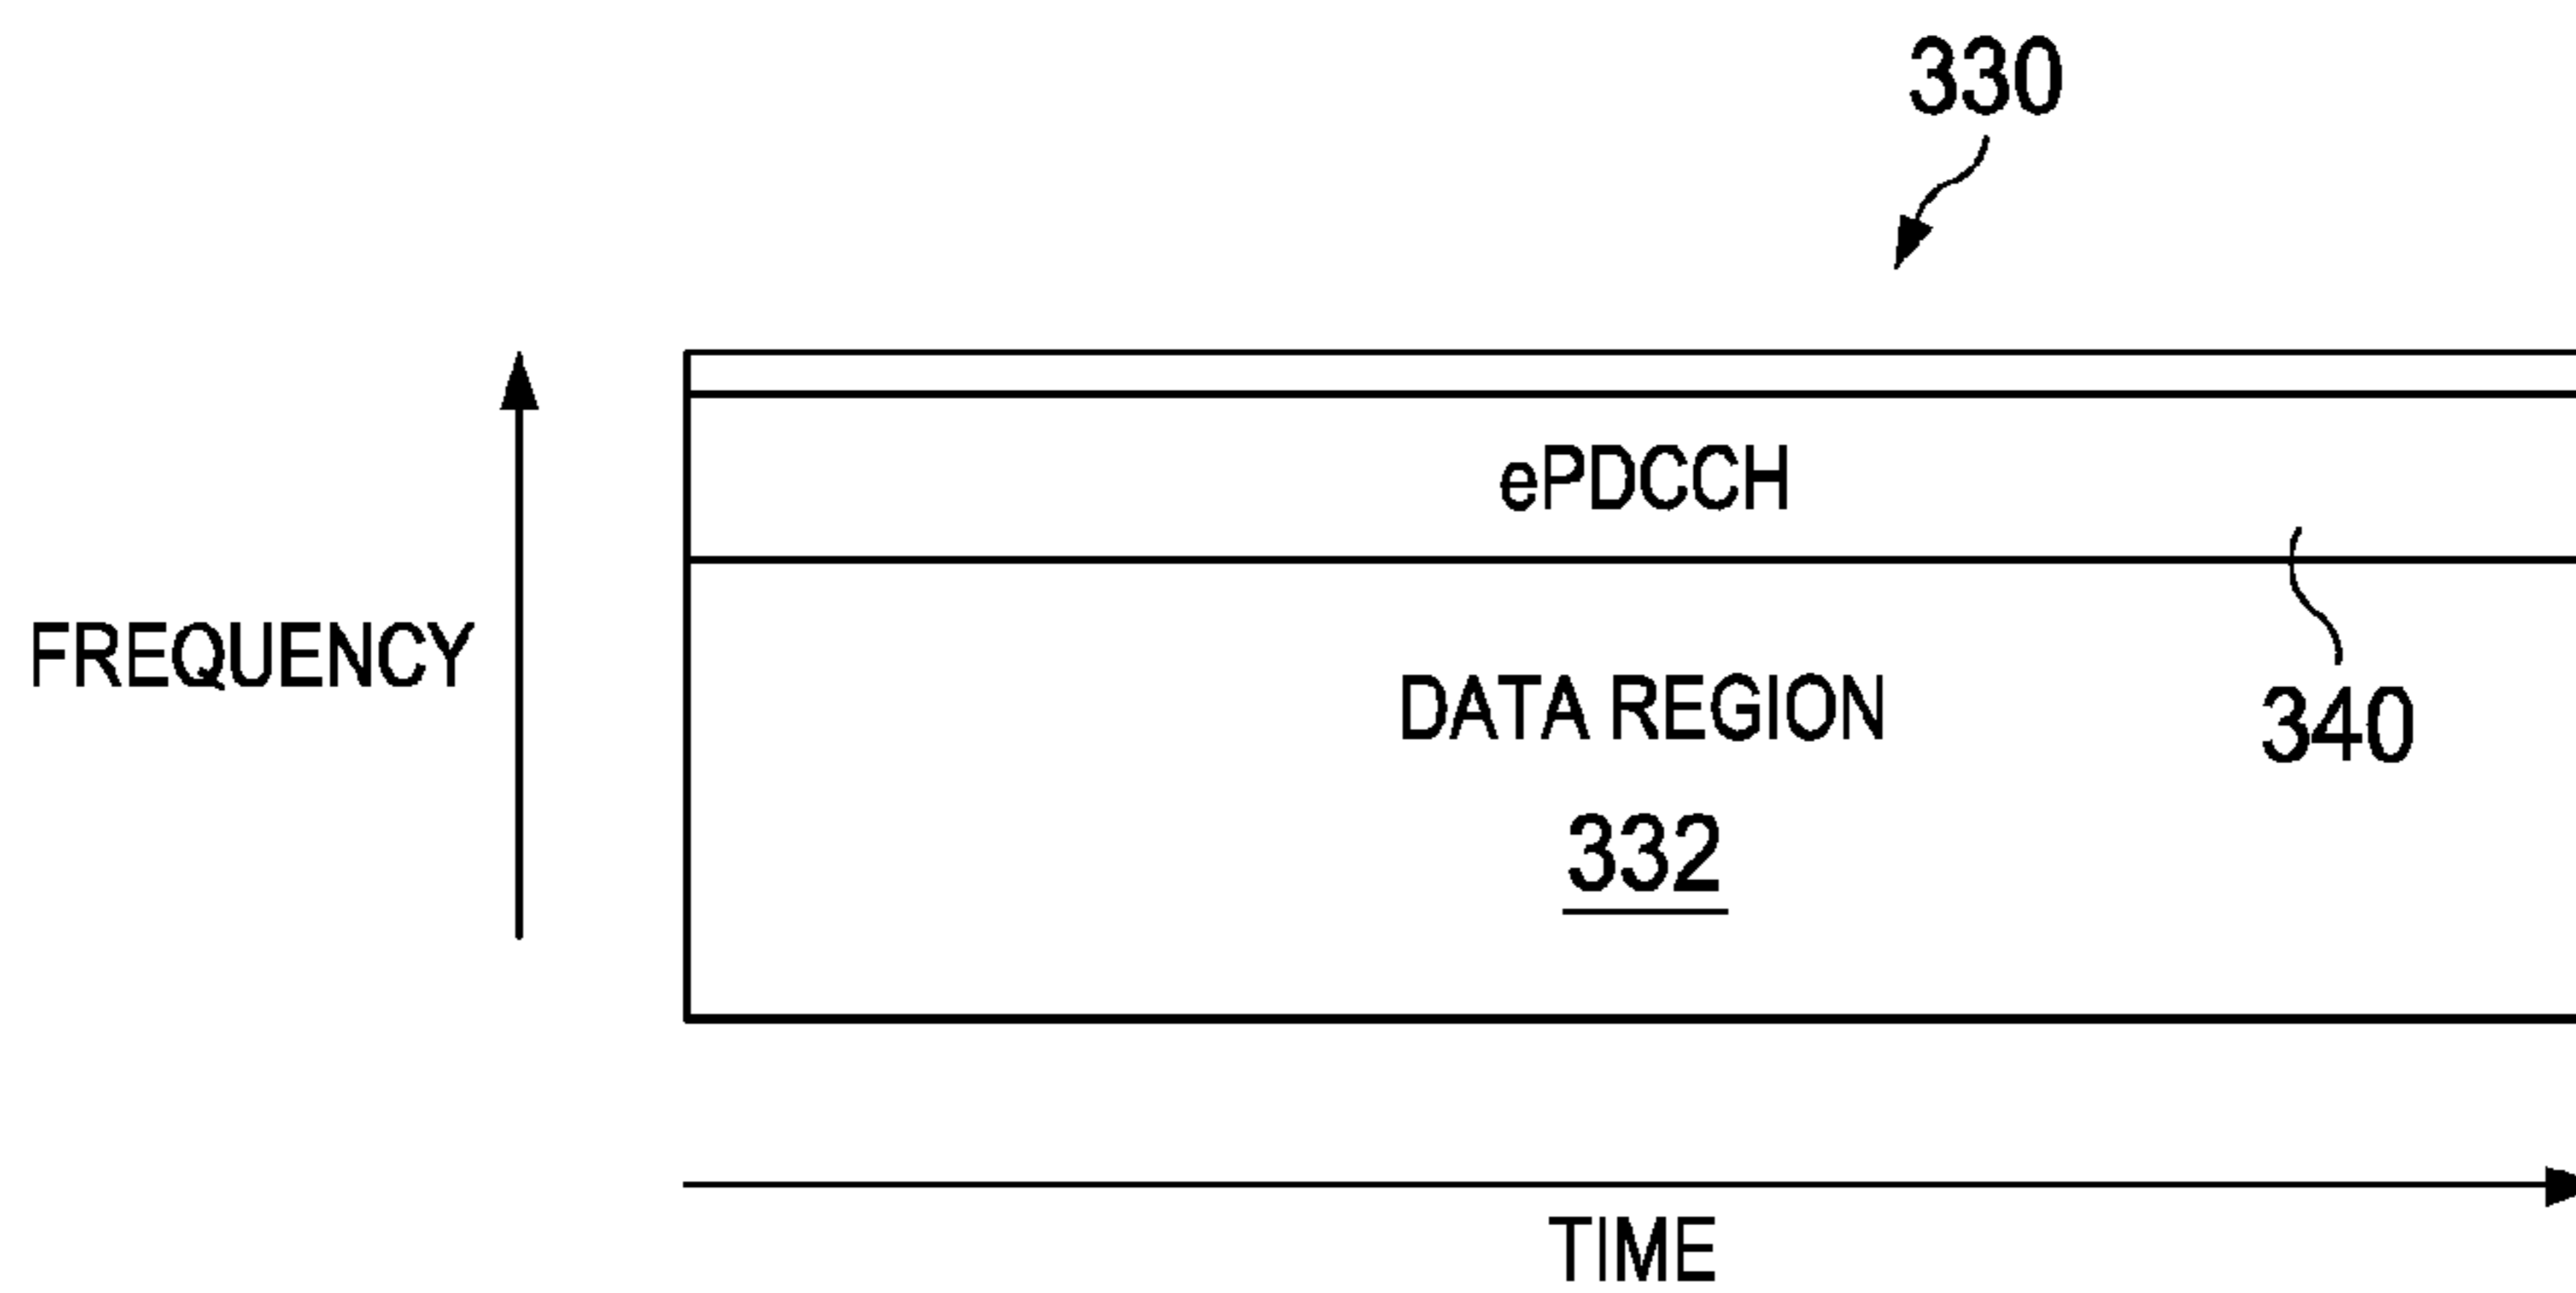 330
ePDCCH
FREQUENCY
DATA REGION
340
332
TIME